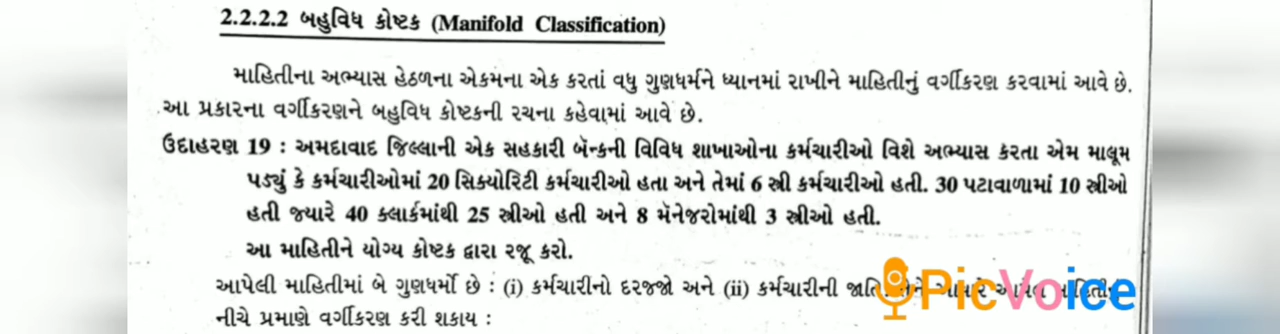 2.2.2.2 બહુવિધ કોષ્ટક (Manifold Classification)
માહિતીના અભ્યાસ હેઠળના એકમના એક કરતાં વધુ ગુણધર્મને ધ્યાનમાં રાખીને માહિતીનું વર્ગીકરણ કરવામાં આવે છે.
આ પ્રકારના વર્ગીકરણને બહુવિધ કોષ્ટકની રચના કહેવામાં આવે છે.
ઉદાહરણ 19 : અમદાવાદ જિલ્લાની એક સહકારી બૅન્કની વિવિધ શાખાઓના કર્મચારીઓ વિશે અભ્યાસ કરતા એમ માલૂમ
પડ્યું કે કર્મચારીઓમાં 20 સિક્યોરિટી કર્મચારીઓ હતા અને તેમાં 6 સ્ત્રી કર્મચારીઓ હતી. 30 પટાવાળામાં 10 સ્ત્રીઓ
હતી જ્યારે 40 ક્લાર્કમાંથી 25 સ્ત્રીઓ હતી અને 8 મૅનેજરોમાંથી 3 સ્ત્રીઓ હતી.
આ માહિતીને યોગ્ય કોષ્ટક દ્વારા રજૂ કરો.
આપેલી માહિતીમાં બે ગુણધર્મો છે : (i) કર્મચારીનો દરજ્જો અને (ii) કર્મચારીની જાતિ
PicVoice
નીચે પ્રમાણે વર્ગીકરણ કરી શકાય :